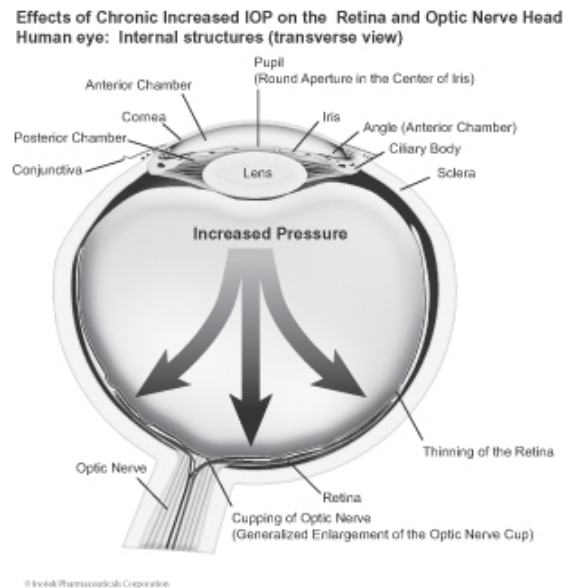 Effects of Chronic Increased IOP on the Retina and Optic Nerve Head
Human eye: Internal structures (transverse view)
Pupil
(Round Aperture in the Center of Iris)
Anterior Chamber
Cornea
Iris
Angle (Anterior Chamber)
Posterior Chamber
Ciliary Body
Conjunctiva
Lens
Sclera
Increased Pressure
Thinning of the Retina
Optic Nerve
Retina
Cupping of Optic Nerve
(Generalized Enlargement of the Optic Nerve Cup)
© Inotek Pharmaceuticals Corporation